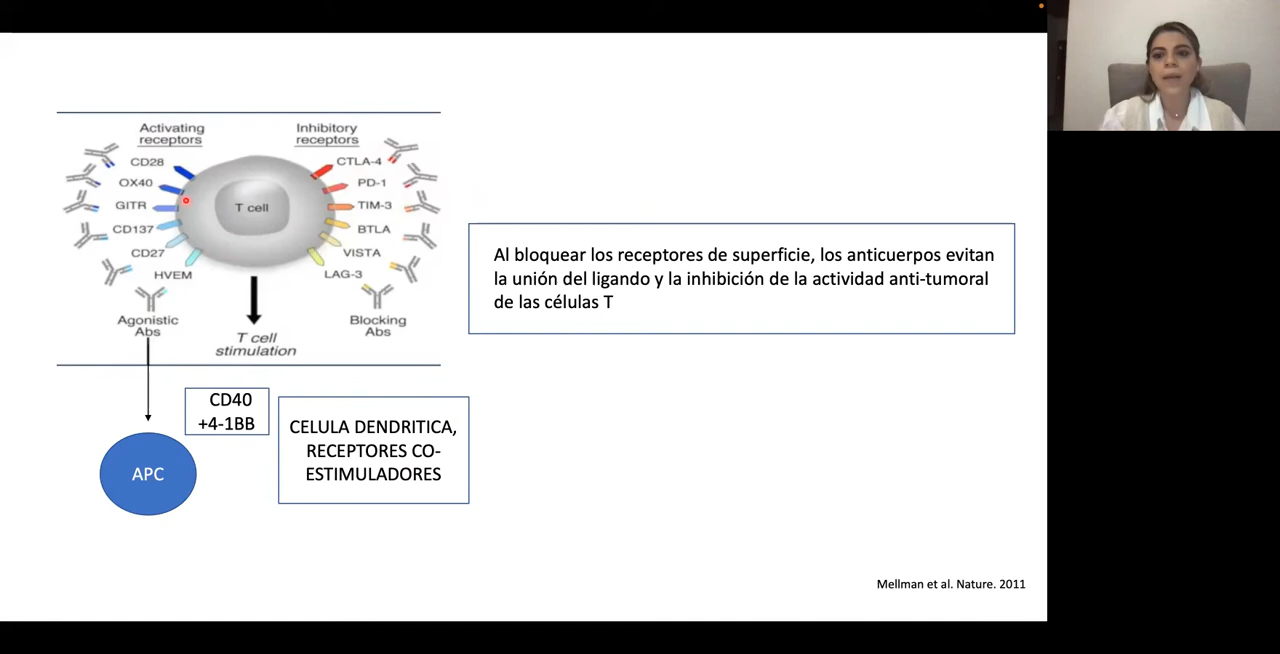 Activating
receptors
Inhibitory
receptors
CD28
OX40
GITR
CD137
CD27
HVEM
T cell
CTLA-4
PD-1
TIM-3
BTLA
VISTA
LAG-3
Agonistic
Abs
T cell
stimulation
Blocking
Abs
Al bloquear los receptores de superficie, los anticuerpos evitan
la unión del ligando y la inhibición de la actividad anti-tumoral
de las células T
CD40
+4-1BB
CELULA DENDRITICA,
RECEPTORES CO-
ESTIMULADORES
APC
Mellman et al. Nature. 2011